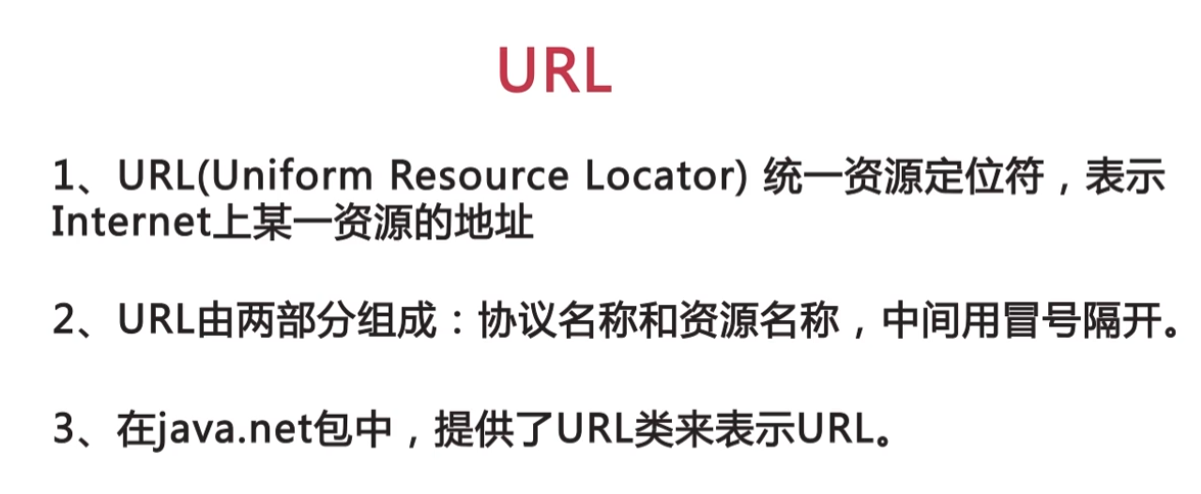 URL
1、URL(Uniform Resource Locator) 统一资源定位符，表示
Internet上某一资源的地址
2、URL由两部分组成：协议名称和资源名称，中间用冒号隔开。
3、在java.net包中，提供了URL类来表示URL。